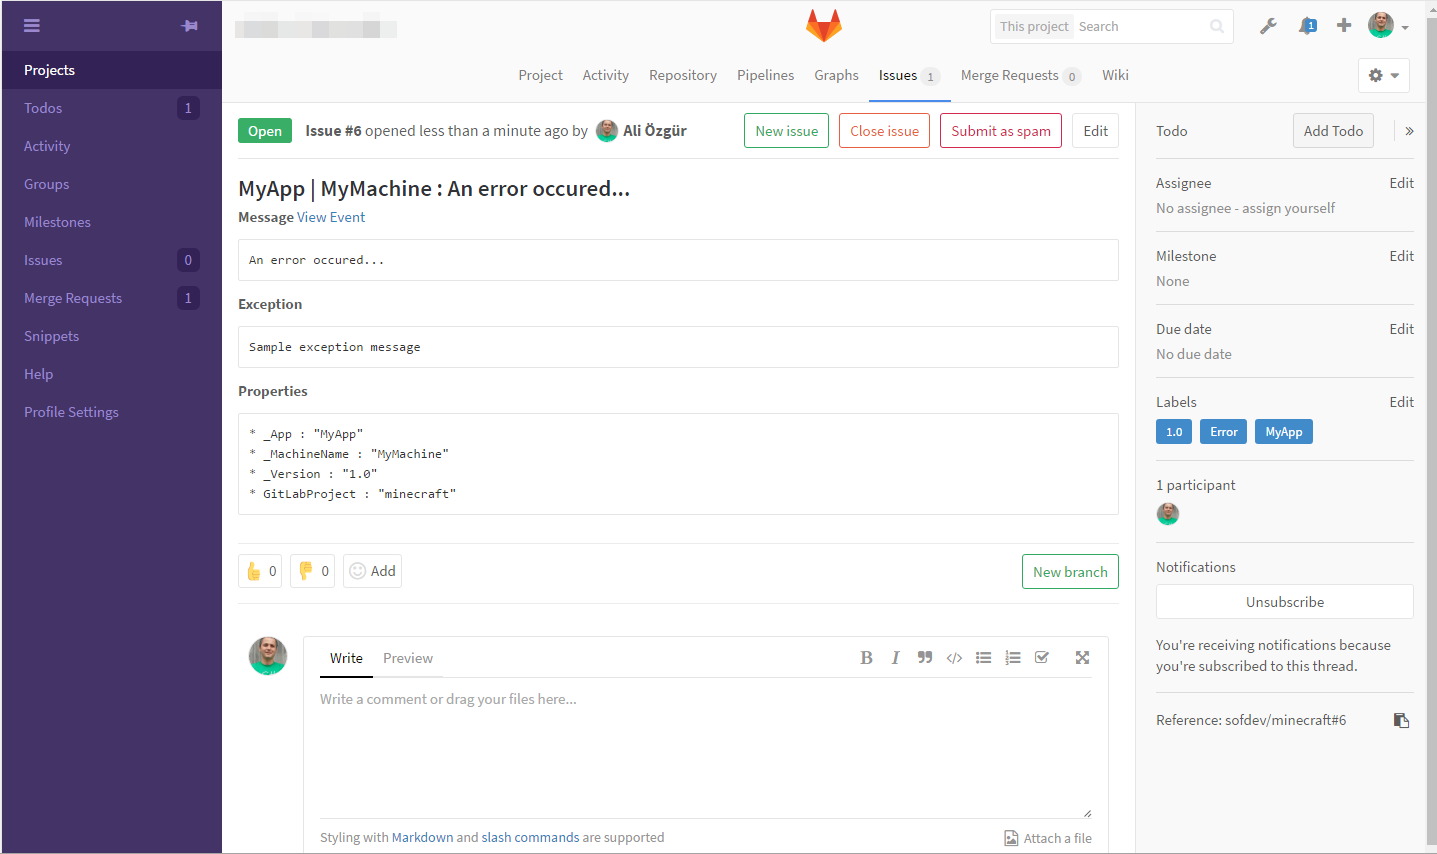 This project Search
1
Projects
Todos 1
Activity
Groups
Milestones
Issues 0
Merge Requests 1
Snippets
Help
Profile Settings
Project Activity Repository Pipelines Graphs Issues 1 Merge Requests 0 Wiki
Open Issue #6 opened less than a minute ago by Ali Özgür
New issue Close issue Submit as spam Edit
MyApp | MyMachine : An error occured...
Message View Event
An error occured...
Exception
Sample exception message
Properties
* _App : "MyApp"
* _MachineName : "MyMachine"
* _Version : "1.0"
* GitLabProject : "minecraft"
0 0 Add New branch
Write Preview
Write a comment or drag your files here...
Styling with Markdown and slash commands are supported
Attach a file
Todo Add Todo »
Assignee Edit
No assignee - assign yourself
Milestone Edit
None
Due date Edit
No due date
Labels Edit
1.0 Error MyApp
1 participant
Notifications
Unsubscribe
You're receiving notifications because
you're subscribed to this thread.
Reference: sofdev/minecraft#6